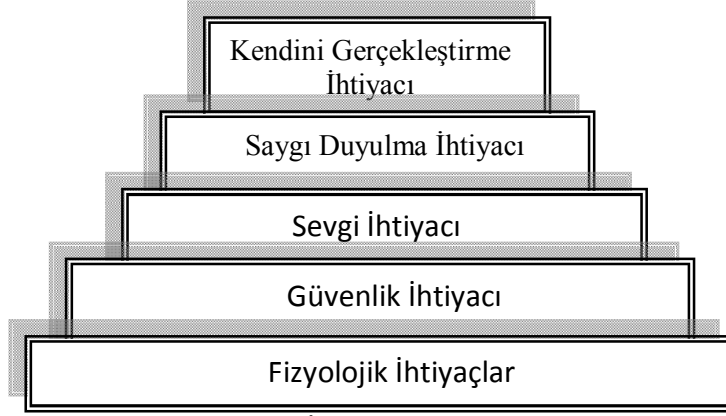 Kendini Gerçekleştirme
İhtiyacı
Saygı Duyulma İhtiyacı
Sevgi İhtiyacı
Güvenlik İhtiyacı
Fizyolojik İhtiyaçlar